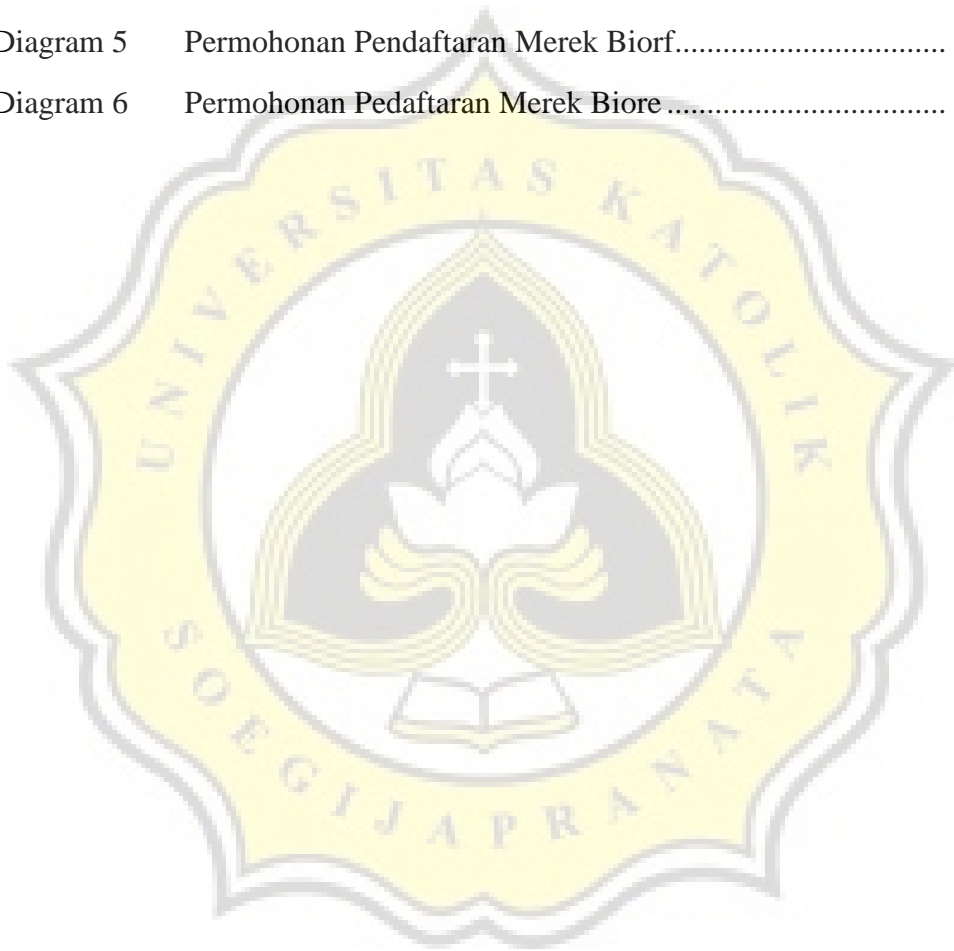 Diagram 5 Permohonan Pendaftaran Merek Biorf.................................
Diagram 6 Permohonan Pedaftaran Merek Biore..................................
UNIVERSITAS KATOLIK
SOEGIJAPRANATA